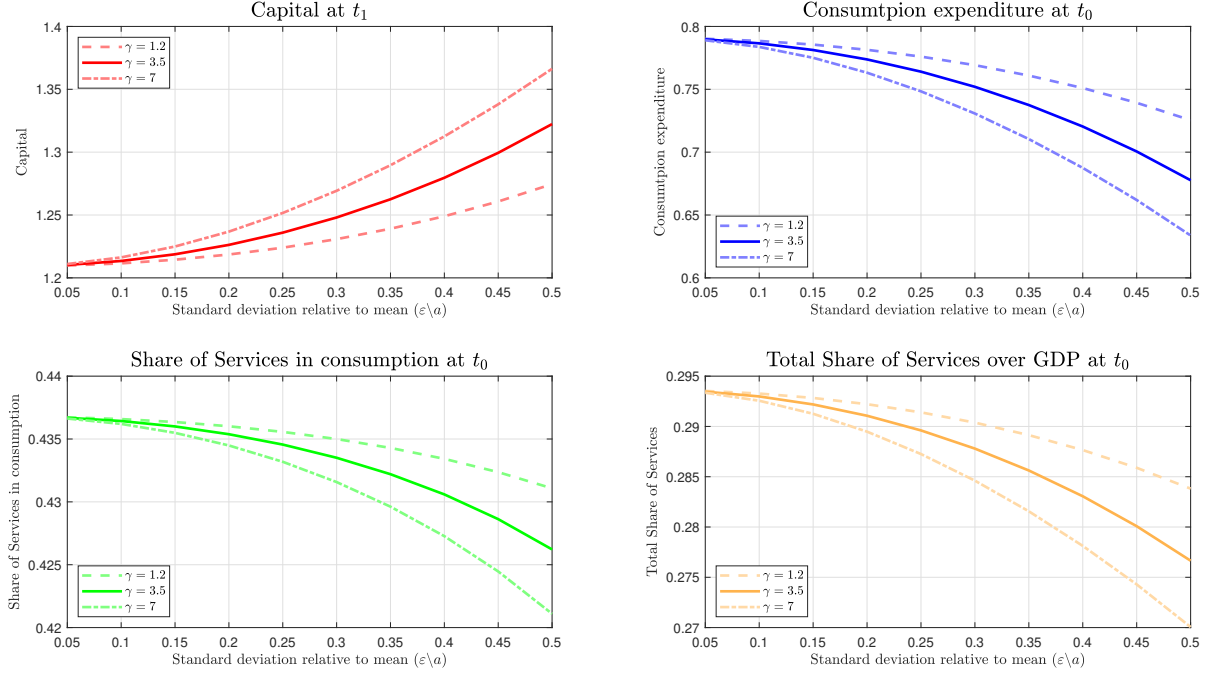 Capital at t₁
1.4
1.35
1.3
1.25
1.2
Capital
γ = 1.2
γ = 3.5
γ = 7
0.05 0.1 0.15 0.2 0.25 0.3 0.35 0.4 0.45 0.5
Standard deviation relative to mean (ε\a)
Consumtpion expenditure at t₀
0.8
0.75
0.7
0.65
0.6
Consumtpion expenditure
γ = 1.2
γ = 3.5
γ = 7
0.05 0.1 0.15 0.2 0.25 0.3 0.35 0.4 0.45 0.5
Standard deviation relative to mean (ε\a)
Share of Services in consumption at t₀
0.44
0.435
0.43
0.425
0.42
Share of Services in consumption
γ = 1.2
γ = 3.5
γ = 7
0.05 0.1 0.15 0.2 0.25 0.3 0.35 0.4 0.45 0.5
Standard deviation relative to mean (ε\a)
Total Share of Services over GDP at t₀
0.295
0.29
0.285
0.28
0.275
0.27
Total Share of Services
γ = 1.2
γ = 3.5
γ = 7
0.05 0.1 0.15 0.2 0.25 0.3 0.35 0.4 0.45 0.5
Standard deviation relative to mean (ε\a)